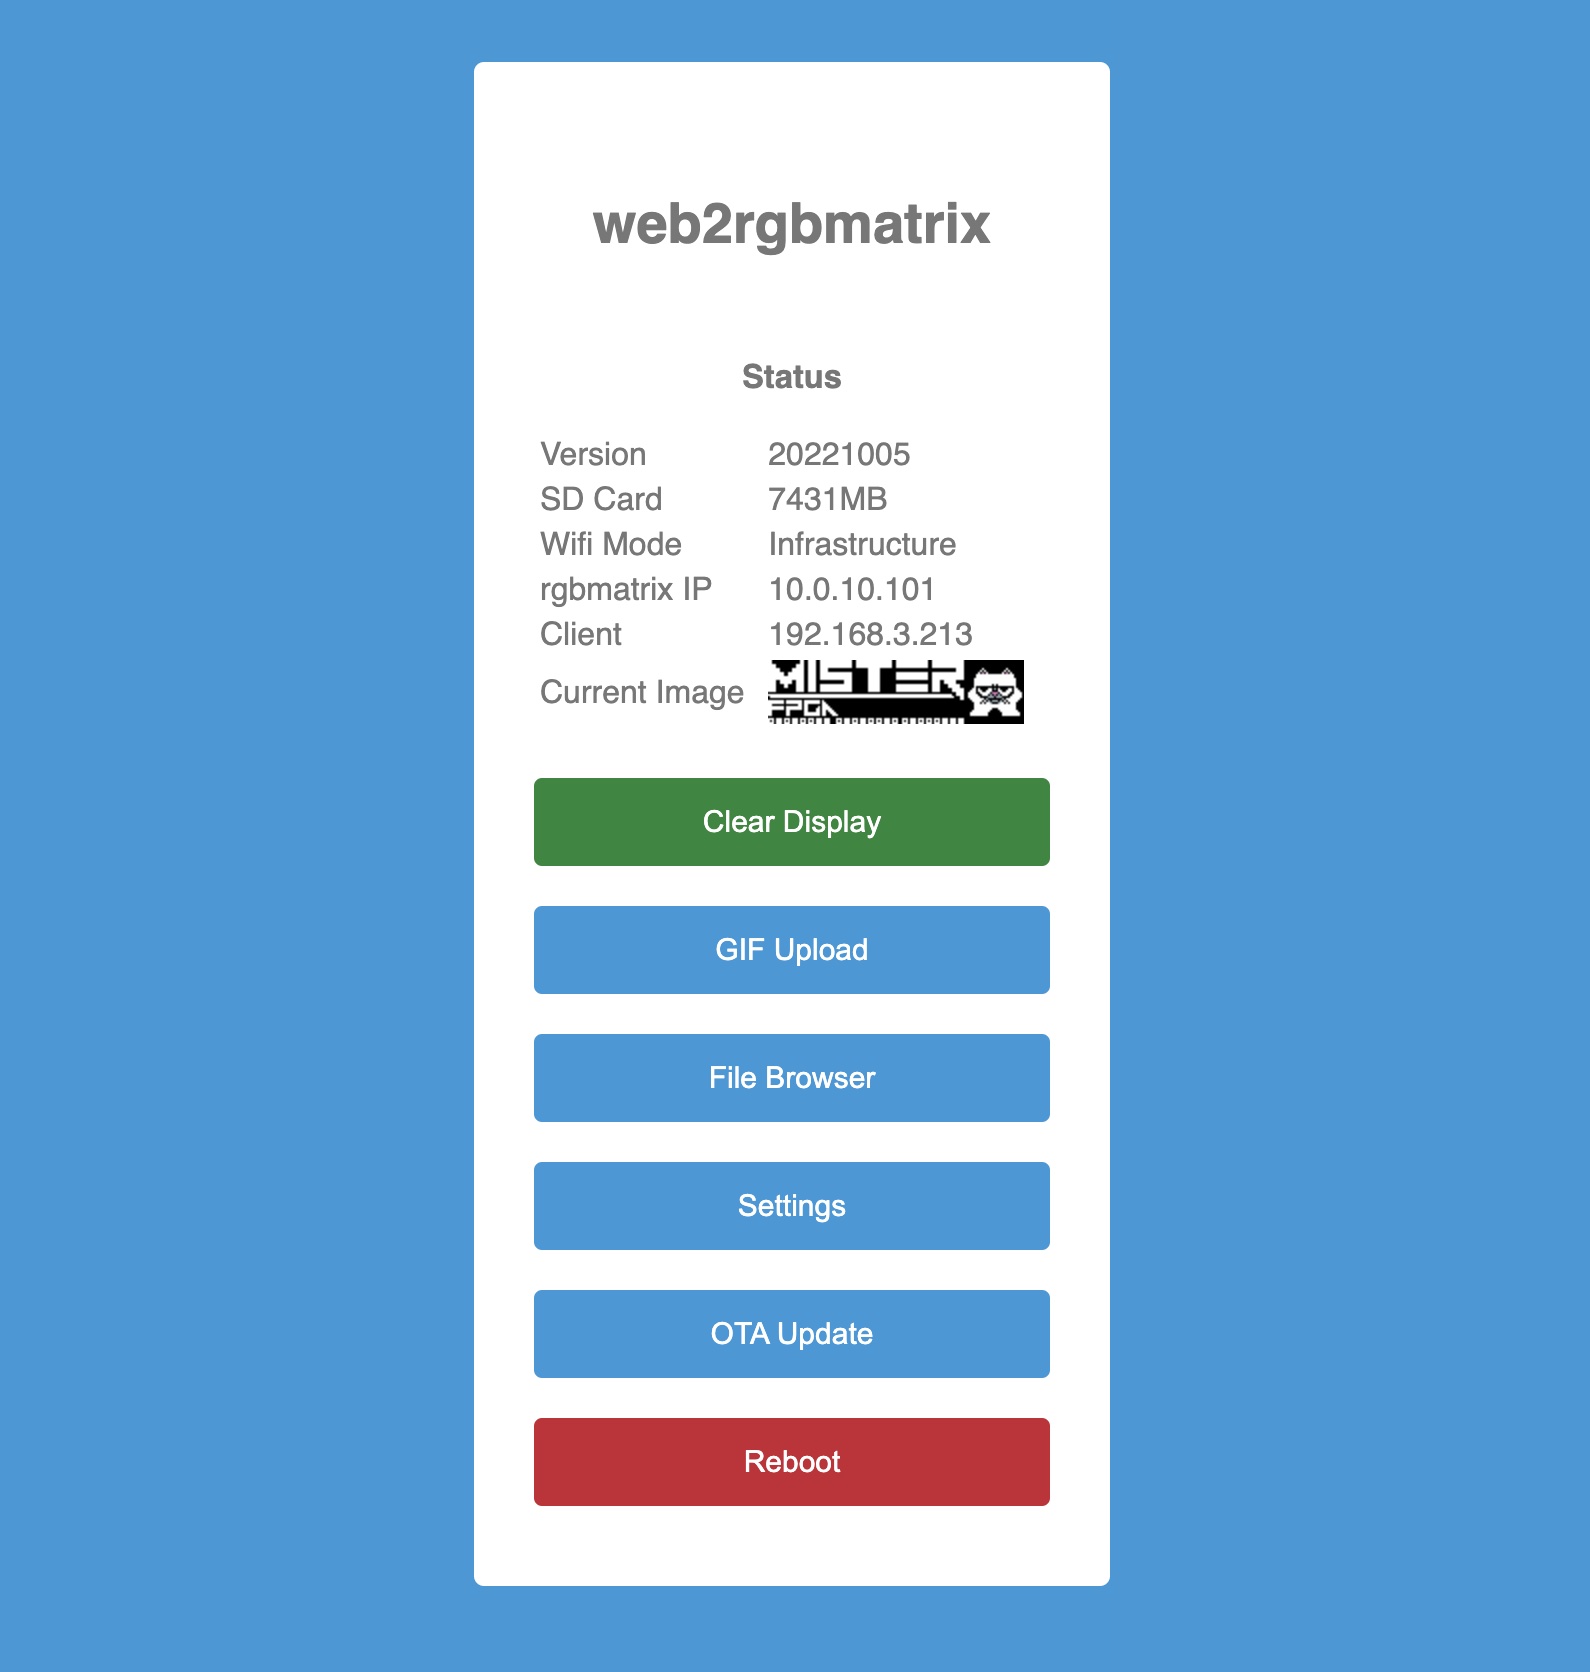 web2rgbmatrix
Status
Version 20221005
SD Card 7431MB
Wifi Mode Infrastructure
rgbmatrix IP 10.0.10.101
Client 192.168.3.213
Current Image MISTER
FPGA
Clear Display
GIF Upload
File Browser
Settings
OTA Update
Reboot